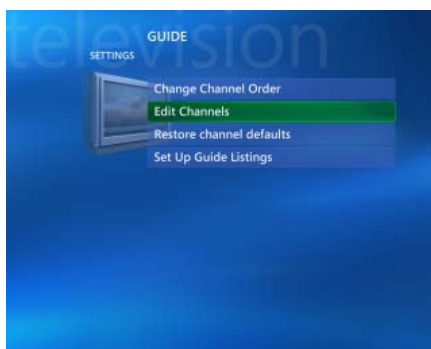 television
GUIDE
SETTINGS
Change Channel Order
Edit Channels
Restore channel defaults
Set Up Guide Listings